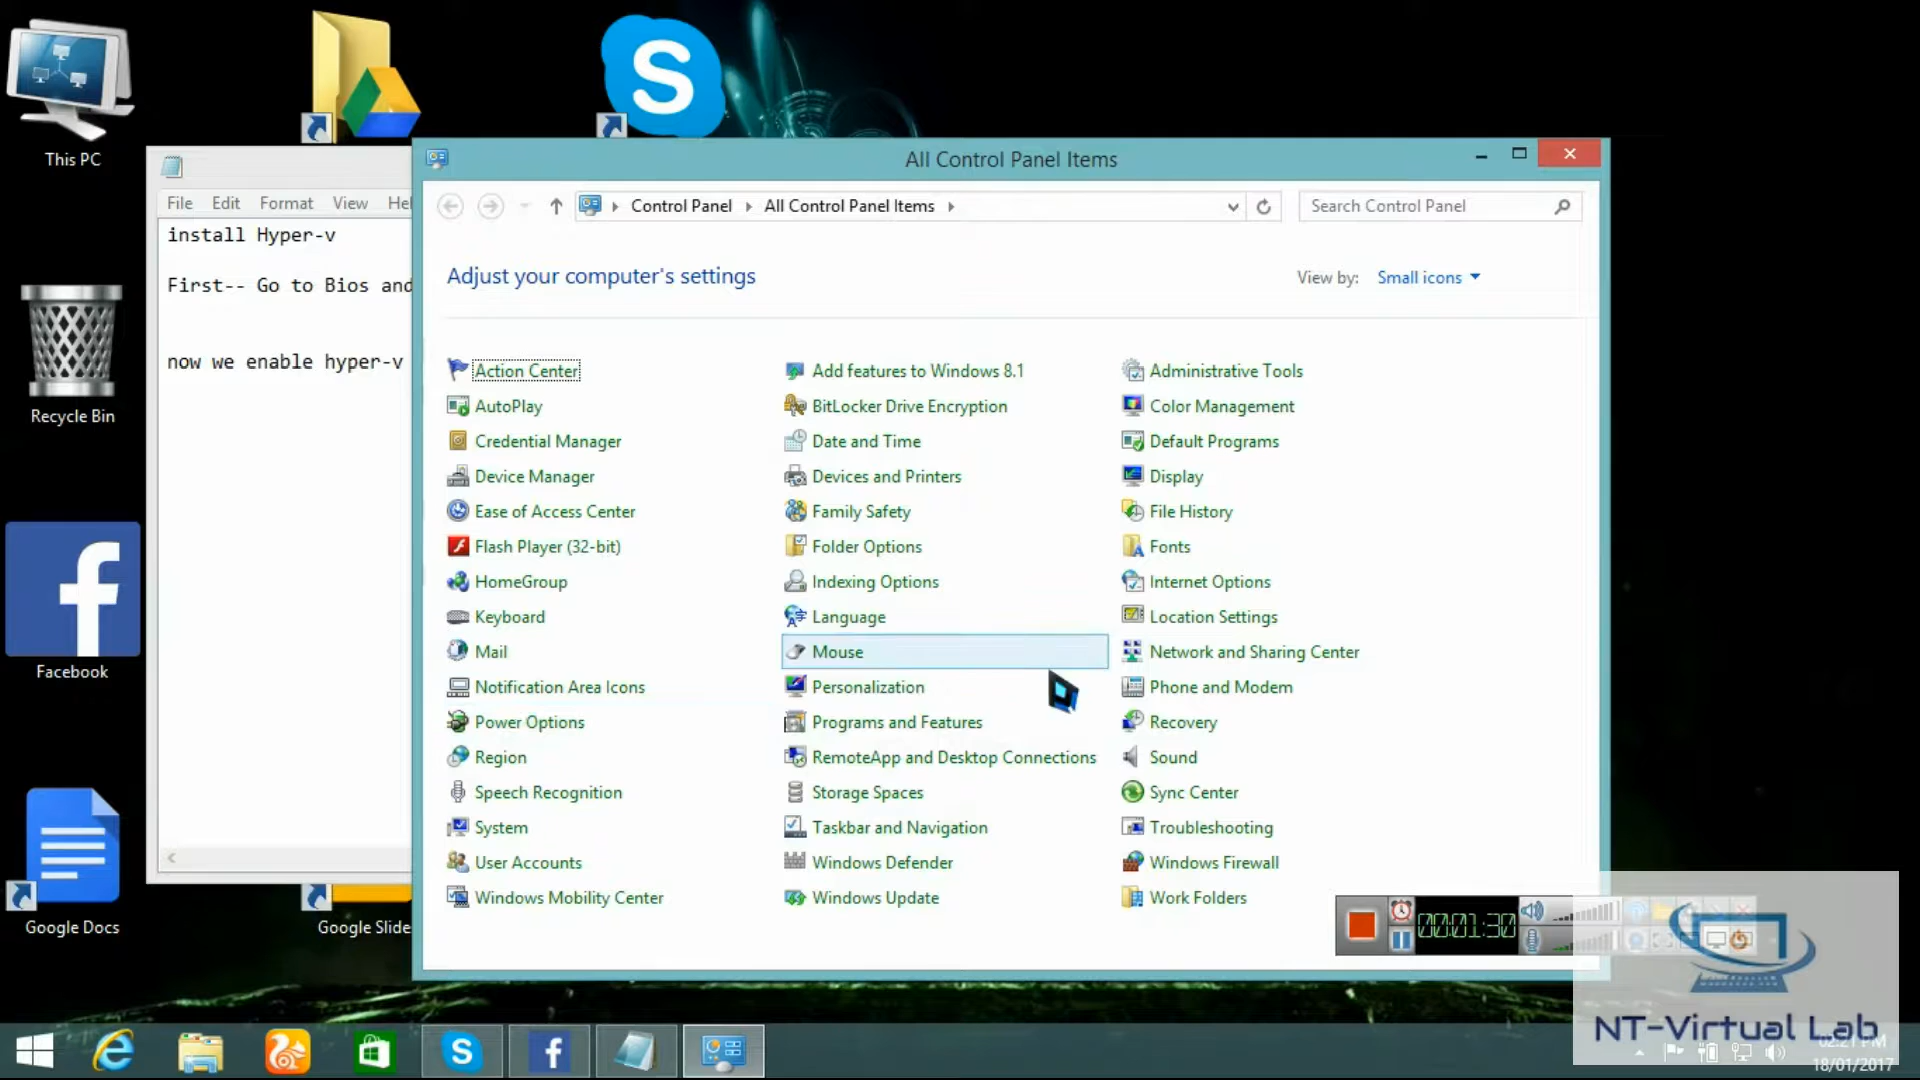 This PC
All Control Panel Items
File Edit Format View Hel
install Hyper-v
First-- Go to Bios and
now we enable hyper-v
Control Panel All Control Panel Items
Search Control Panel
Adjust your computer's settings
View by: Small icons
Action Center
Add features to Windows 8.1
Administrative Tools
AutoPlay
BitLocker Drive Encryption
Color Management
Credential Manager
Date and Time
Default Programs
Device Manager
Devices and Printers
Display
Ease of Access Center
Family Safety
File History
Flash Player (32-bit)
Folder Options
Fonts
HomeGroup
Indexing Options
Internet Options
Keyboard
Language
Location Settings
Mail
Mouse
Network and Sharing Center
Notification Area Icons
Personalization
Phone and Modem
Power Options
Programs and Features
Recovery
Region
RemoteApp and Desktop Connections
Sound
Speech Recognition
Storage Spaces
Sync Center
System
Taskbar and Navigation
Troubleshooting
User Accounts
Windows Defender
Windows Firewall
Windows Mobility Center
Windows Update
Work Folders
Recycle Bin
Facebook
Google Docs
Google Slide
00:01:30
NT-Virtual Lab
02:21 PM
18/01/2017